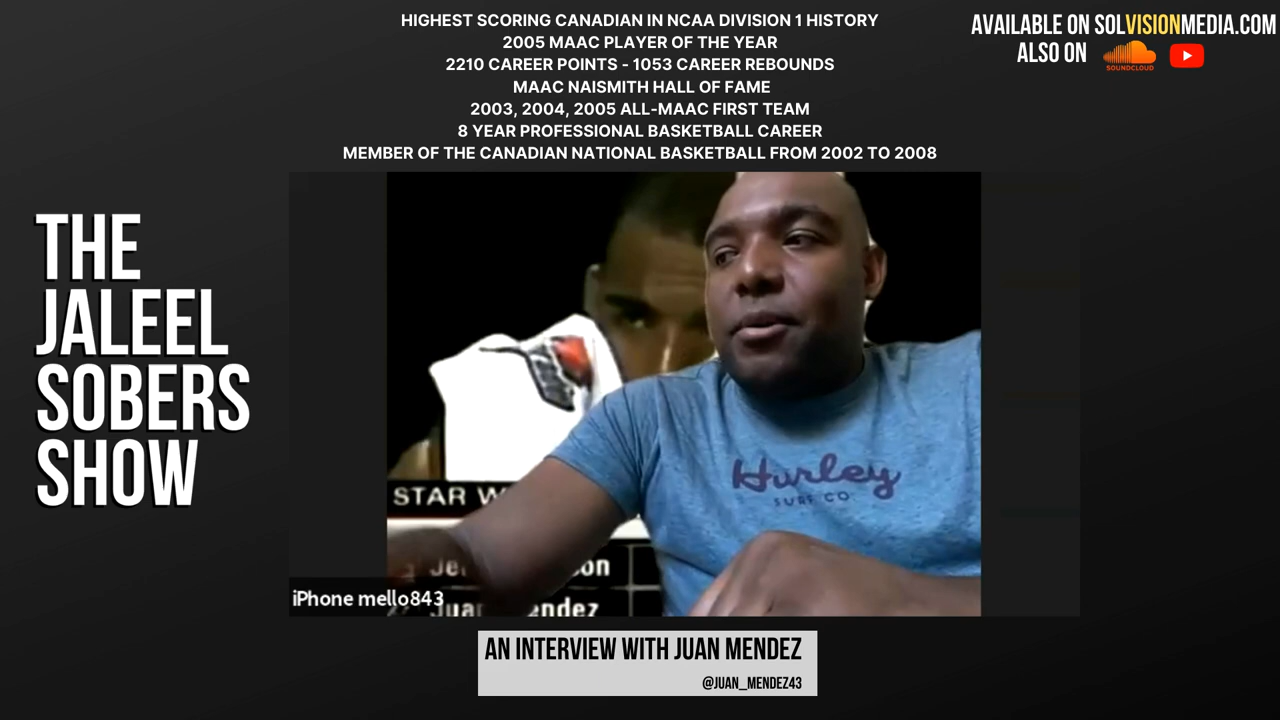 HIGHEST SCORING CANADIAN IN NCAA DIVISION 1 HISTORY
2005 MAAC PLAYER OF THE YEAR
2210 CAREER POINTS - 1053 CAREER REBOUNDS
MAAC NAISMITH HALL OF FAME
2003, 2004, 2005 ALL-MAAC FIRST TEAM
8 YEAR PROFESSIONAL BASKETBALL CAREER
MEMBER OF THE CANADIAN NATIONAL BASKETBALL FROM 2002 TO 2008
AVAILABLE ON SOLVISIONMEDIA.COM
ALSO ON
SOUNDCLOUD
THE
JALEEL
SOBERS
SHOW
Hurley
SURF CO.
STAR W
iPhone mello843
AN INTERVIEW WITH JUAN MENDEZ
@JUAN_MENDEZ43